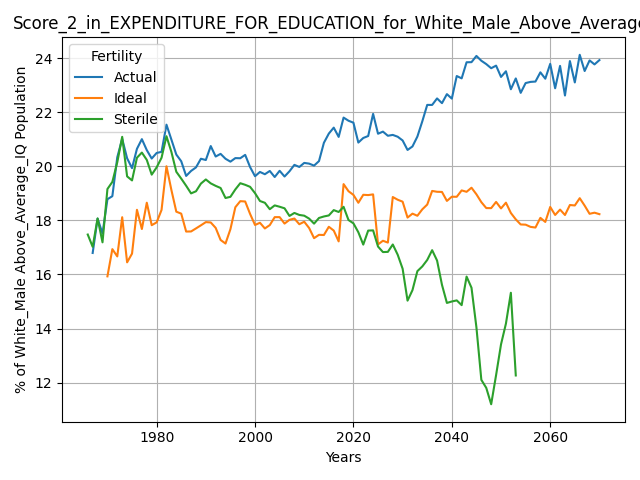 Score_2_in_EXPENDITURE_FOR_EDUCATION_for_White_Male_Above_Average
Fertility
Actual
Ideal
Sterile
% of White_Male Above_Average_IQ Population
24
22
20
18
16
14
12
1980
2000
2020
2040
2060
Years